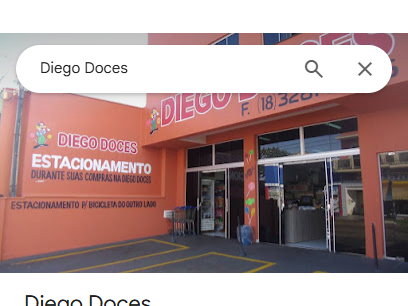 Diego Doces
DIEGO DOCES
F. (18)
DIEGO DOCES
ESTACIONAMENTO
DURANTE SUAS COMPRAS NA DIEGO DOCES
ESTACIONAMENTO P/ BICICLETA DO OUTRO LADO
Diego Doces